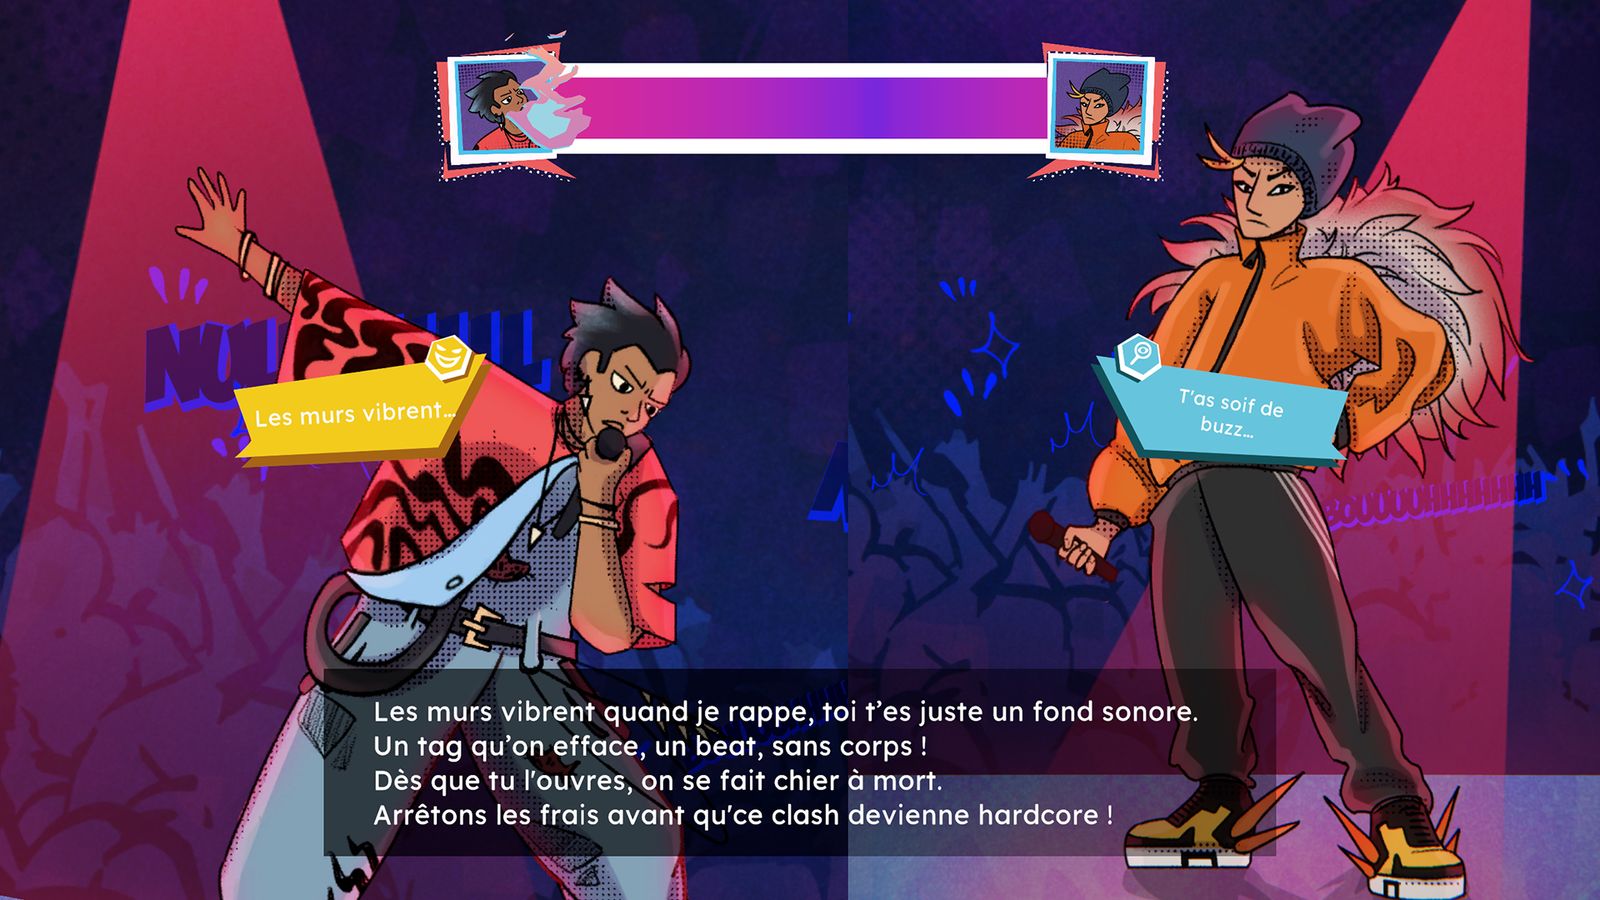 Les murs vibrent...
T'as soif de
buzz...
BOUUUUHHHHHHH
Les murs vibrent quand je rappe, toi t'es juste un fond sonore.
Un tag qu'on efface, un beat, sans corps !
Dès que tu l'ouvres, on se fait chier à mort.
Arrêtons les frais avant qu'ce clash devienne hardcore !